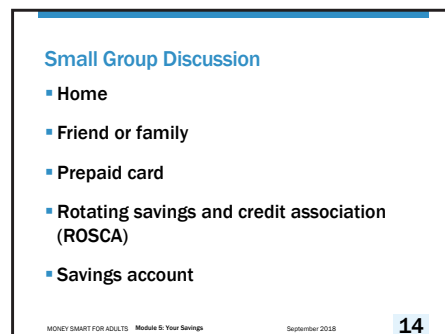 Small Group Discussion
▪ Home
▪ Friend or family
▪ Prepaid card
▪ Rotating savings and credit association
(ROSCA)
▪ Savings account
MONEY SMART FOR ADULTS Module 5: Your Savings September 2018 14